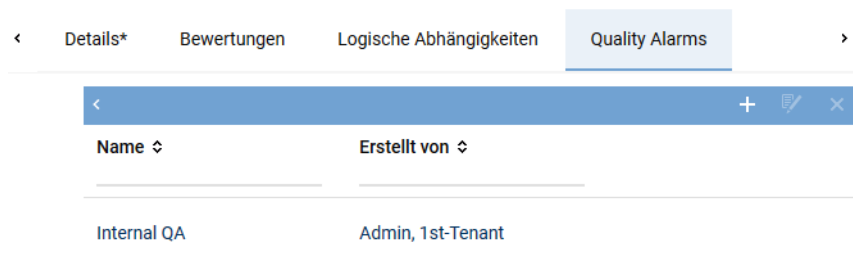 Details* Bewertungen Logische Abhängigkeiten Quality Alarms
Name Erstellt von
Internal QA Admin, 1st-Tenant